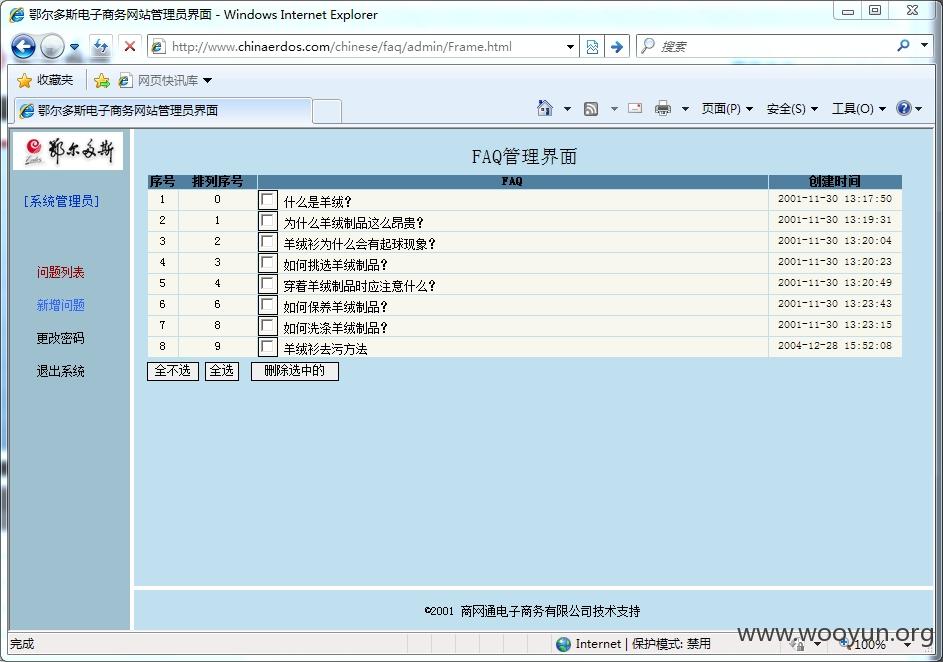 鄂尔多斯电子商务网站管理员界面 - Windows Internet Explorer
http://www.chinaerdos.com/chinese/faq/admin/Frame.html
搜索
收藏夹 网页快讯库
鄂尔多斯电子商务网站管理员界面
页面(P) 安全(S) 工具(O)
鄂尔多斯
[系统管理员]
问题列表
新增问题
更改密码
退出系统
FAQ管理界面
序号 排列序号 FAQ 创建时间
1 0 什么是羊绒？ 2001-11-30 13:17:50
2 1 为什么羊绒制品这么昂贵？ 2001-11-30 13:19:31
3 2 羊绒衫为什么会有起球现象？ 2001-11-30 13:20:04
4 3 如何挑选羊绒制品？ 2001-11-30 13:20:23
5 4 穿着羊绒制品时应注意什么？ 2001-11-30 13:20:49
6 6 如何保养羊绒制品？ 2001-11-30 13:23:43
7 8 如何洗涤羊绒制品？ 2001-11-30 13:23:15
8 9 羊绒衫去污方法 2004-12-28 15:52:08
全不选 全选 删除选中的
©2001 商网通电子商务有限公司技术支持
完成 Internet | 保护模式: 禁用 100%
www.wooyun.org